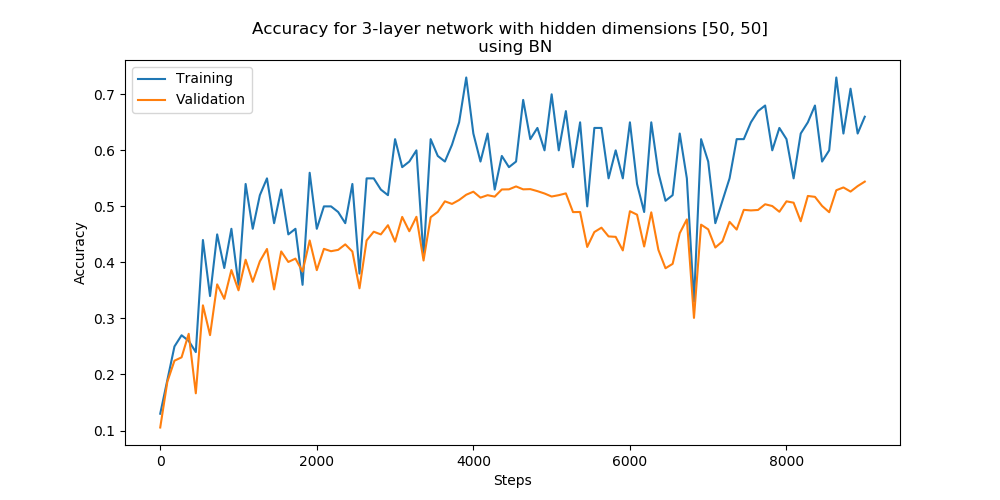 Accuracy for 3-layer network with hidden dimensions [50, 50]
using BN
Training
Validation
0.7
0.6
0.5
0.4
0.3
0.2
0.1
Accuracy
0 2000 4000 6000 8000
Steps